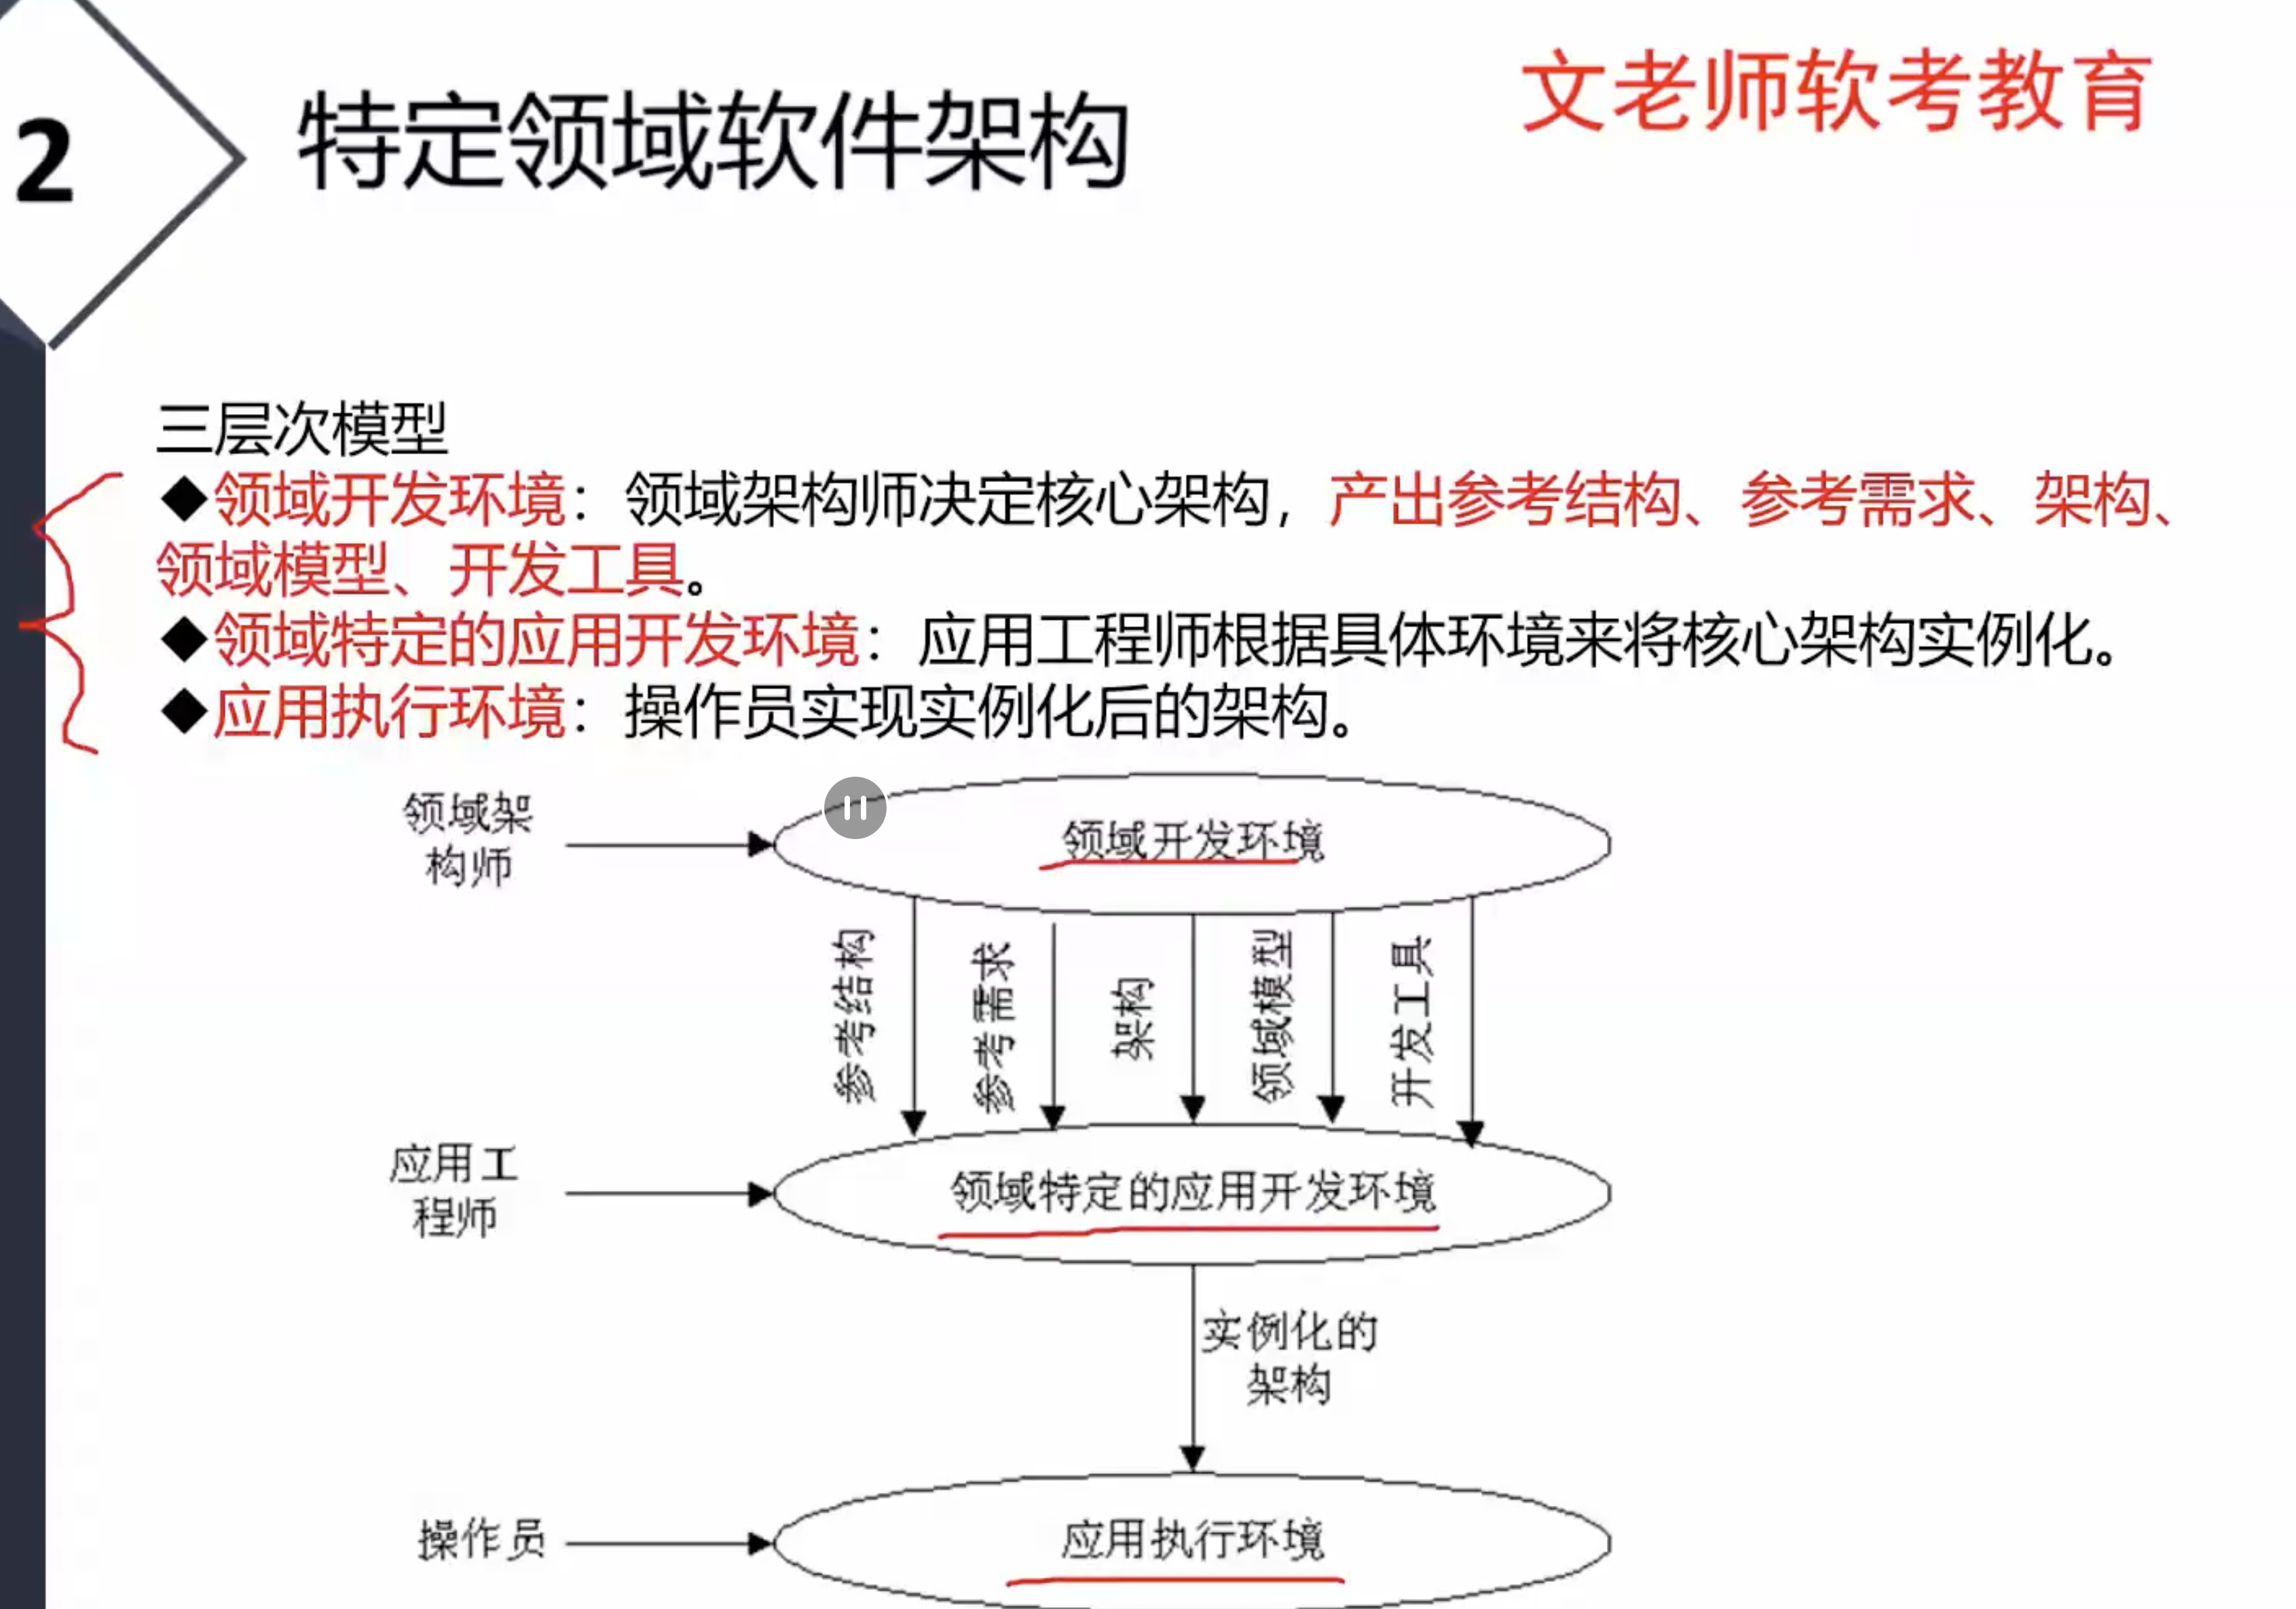 2
特定领域软件架构
文老师软考教育
三层次模型
◆领域开发环境：领域架构师决定核心架构，产出参考结构、参考需求、架构、
领域模型、开发工具。
◆领域特定的应用开发环境：应用工程师根据具体环境来将核心架构实例化。
◆应用执行环境：操作员实现实例化后的架构。
领域架
构师
领域开发环境
参考结构
参考需求
架构
领域模型
开发工具
应用工
程师
领域特定的应用开发环境
实例化的
架构
操作员
应用执行环境